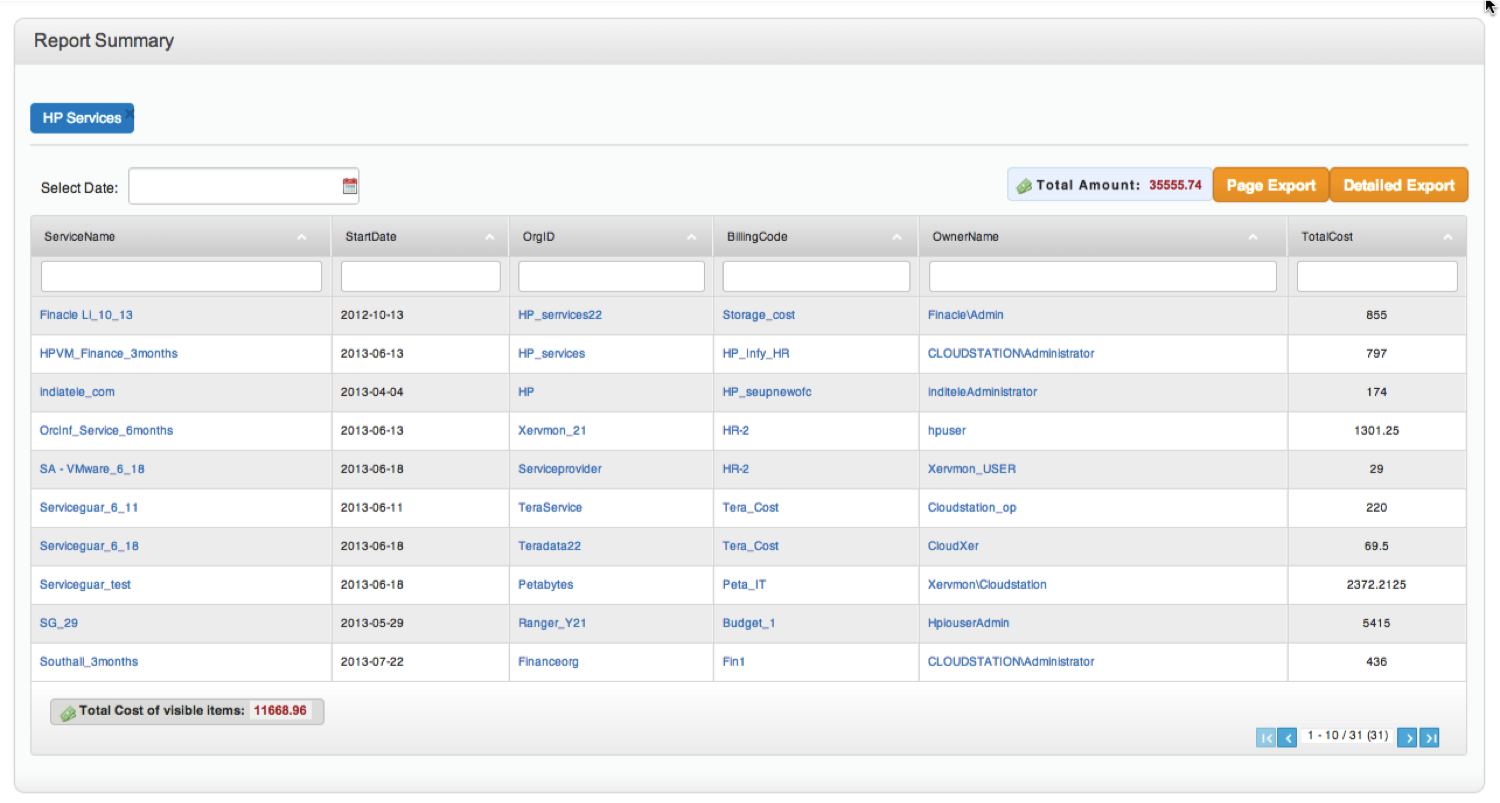 Report Summary
HP Services
Select Date:
Total Amount: 35555.74 Page Export Detailed Export
ServiceName StartDate OrgID BillingCode OwnerName TotalCost
Finacle LI_10_13 2012-10-13 HP_serrvices22 Storage_cost Finacle\Admin 855
HPVM_Finance_3months 2013-06-13 HP_services HP_Infy_HR CLOUDSTATION\Administrator 797
indiatele_com 2013-04-04 HP HP_seupnewofc inditeleAdministrator 174
Orclnf_Service_6months 2013-06-13 Xervmon_21 HR-2 hpuser 1301.25
SA - VMware_6_18 2013-06-18 Serviceprovider HR-2 Xervmon_USER 29
Serviceguar_6_11 2013-06-11 TeraService Tera_Cost Cloudstation_op 220
Serviceguar_6_18 2013-06-18 Teradata22 Tera_Cost CloudXer 69.5
Serviceguar_test 2013-06-18 Petabytes Peta_IT Xervmon\Cloudstation 2372.2125
SG_29 2013-05-29 Ranger_Y21 Budget_1 HpiouserAdmin 5415
Southall_3months 2013-07-22 Financeorg Fin1 CLOUDSTATION\Administrator 436
Total Cost of visible items: 11668.96
1 - 10 / 31 (31)